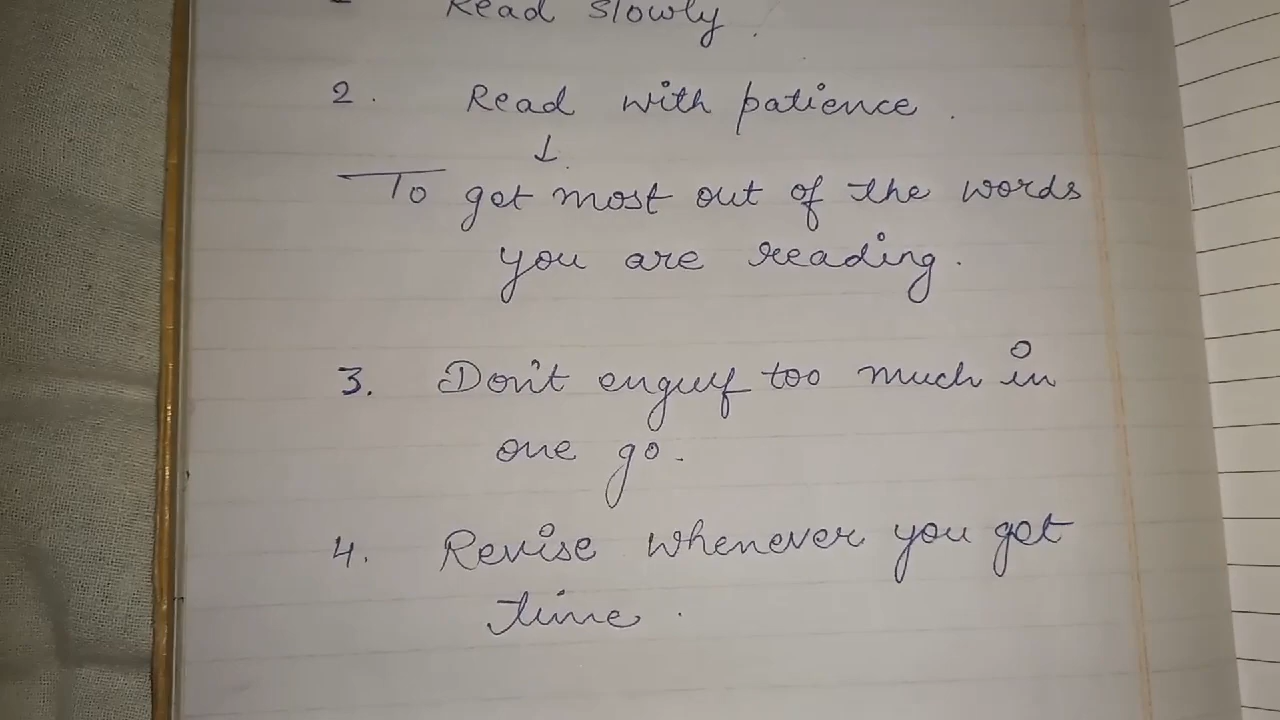 Read slowly.
2. Read with patience.
↓
To get most out of the words
you are reading.
3. Don't engulf too much in
one go.
4. Revise whenever you get
time.